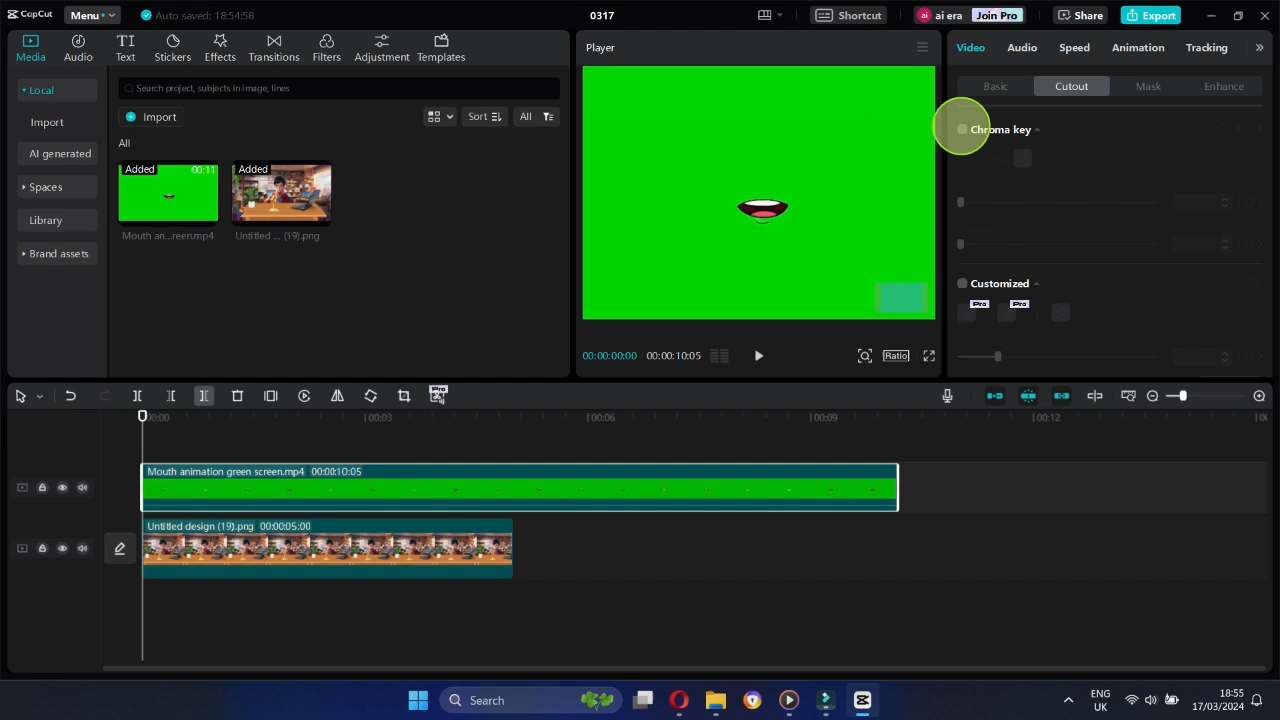 CapCut
Menu
Auto saved: 18:54:58
0317
Shortcut
ai
ai era
Join Pro
Share
Export
Media
Audio
Text
Stickers
Effects
Transitions
Filters
Adjustment
Templates
Local
Import
AI generated
Spaces
Library
Brand assets
Search project, subjects in image, lines
Import
Sort
All
All
Added
00:11
Mouth an...reen.mp4
Added
Untitled ... (19).png
Player
00:00:00:00
00:00:10:05
Ratio
Video
Audio
Speed
Animation
Tracking
Basic
Cutout
Mask
Enhance
Chroma key
Customized
Pro
Pro
Pro
00:00
00:03
00:06
00:09
00:12
Mouth animation green screen.mp4 00:00:10:05
Untitled design (19).png 00:00:05:00
Search
ENG
UK
18:55
17/03/2024